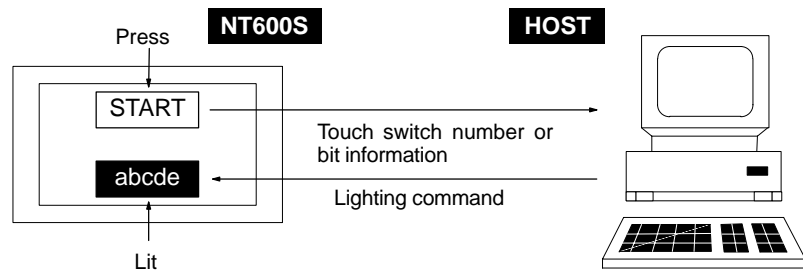 NT600S
HOST
Press
START
Touch switch number or
bit information
abcde
Lighting command
Lit